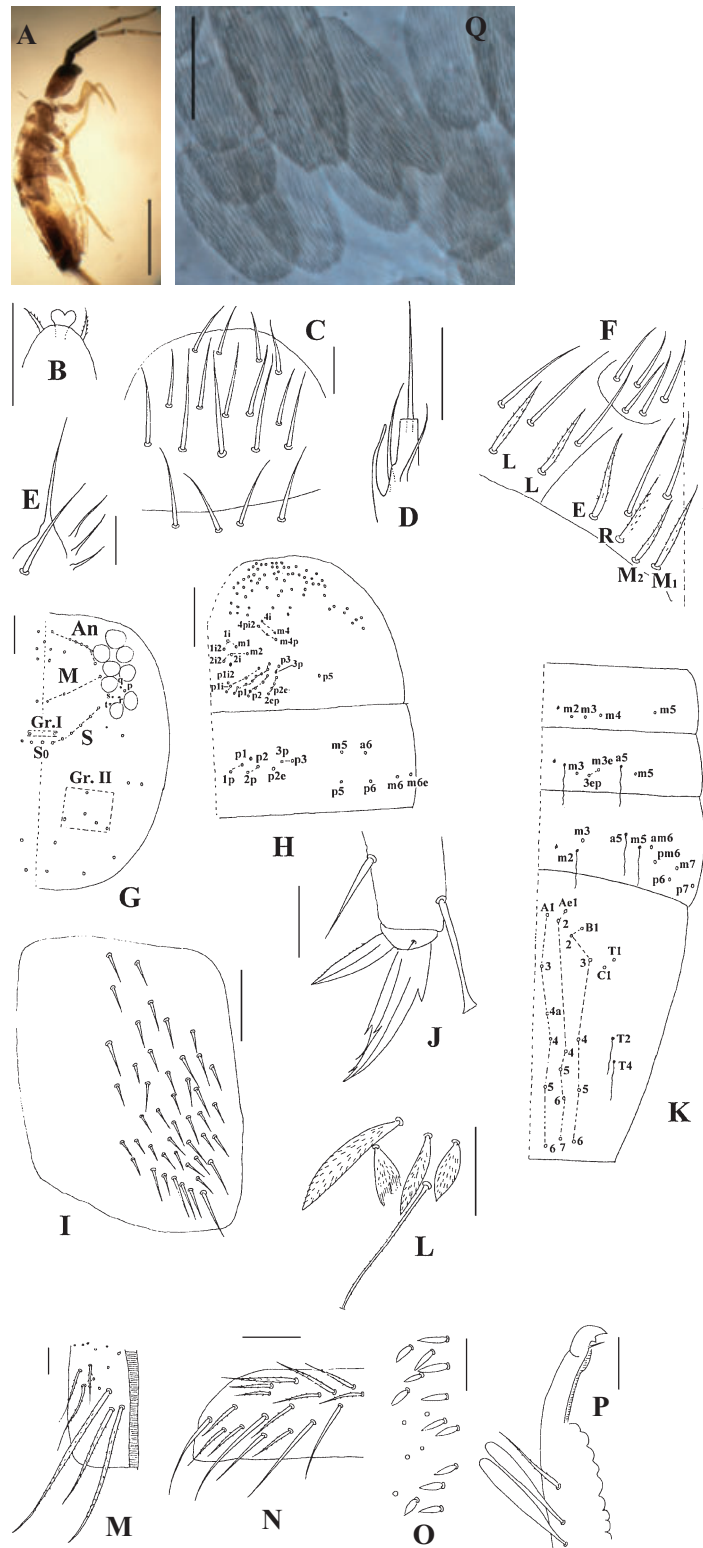 A
Q
B
C
D
E
F
L
L
E
R
M2
M1
An
M
S
Gr.I
S0
Gr. II
G
4i
4pi2
m4
m4p
1i
1i2
m1
2i2
2i
m2
p1i2
p3
p1i
p1
p2
p2e
2ep
p5
p1
p2
3p
p3
m5
a6
1p
2p
p2e
p5
p6
m6
m6e
H
m2
m3
m4
m5
m3
m3e
a5
3ep
m5
m3
m2
a5
m5
am6
pm6
m7
p6
p7
A1
Ae1
2
B1
2
3
3
T1
C1
4a
4
4
4
T2
5
T4
5
5
6
6
7
6
K
I
J
L
M
N
O
P